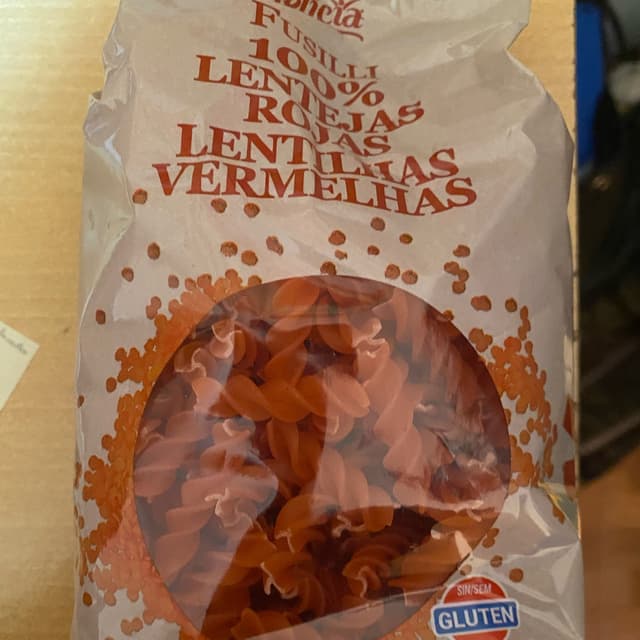 FUSILLI
100%
LENTEJAS
ROJAS
LENTILHAS
VERMELHAS
SIN/SEM
GLUTEN